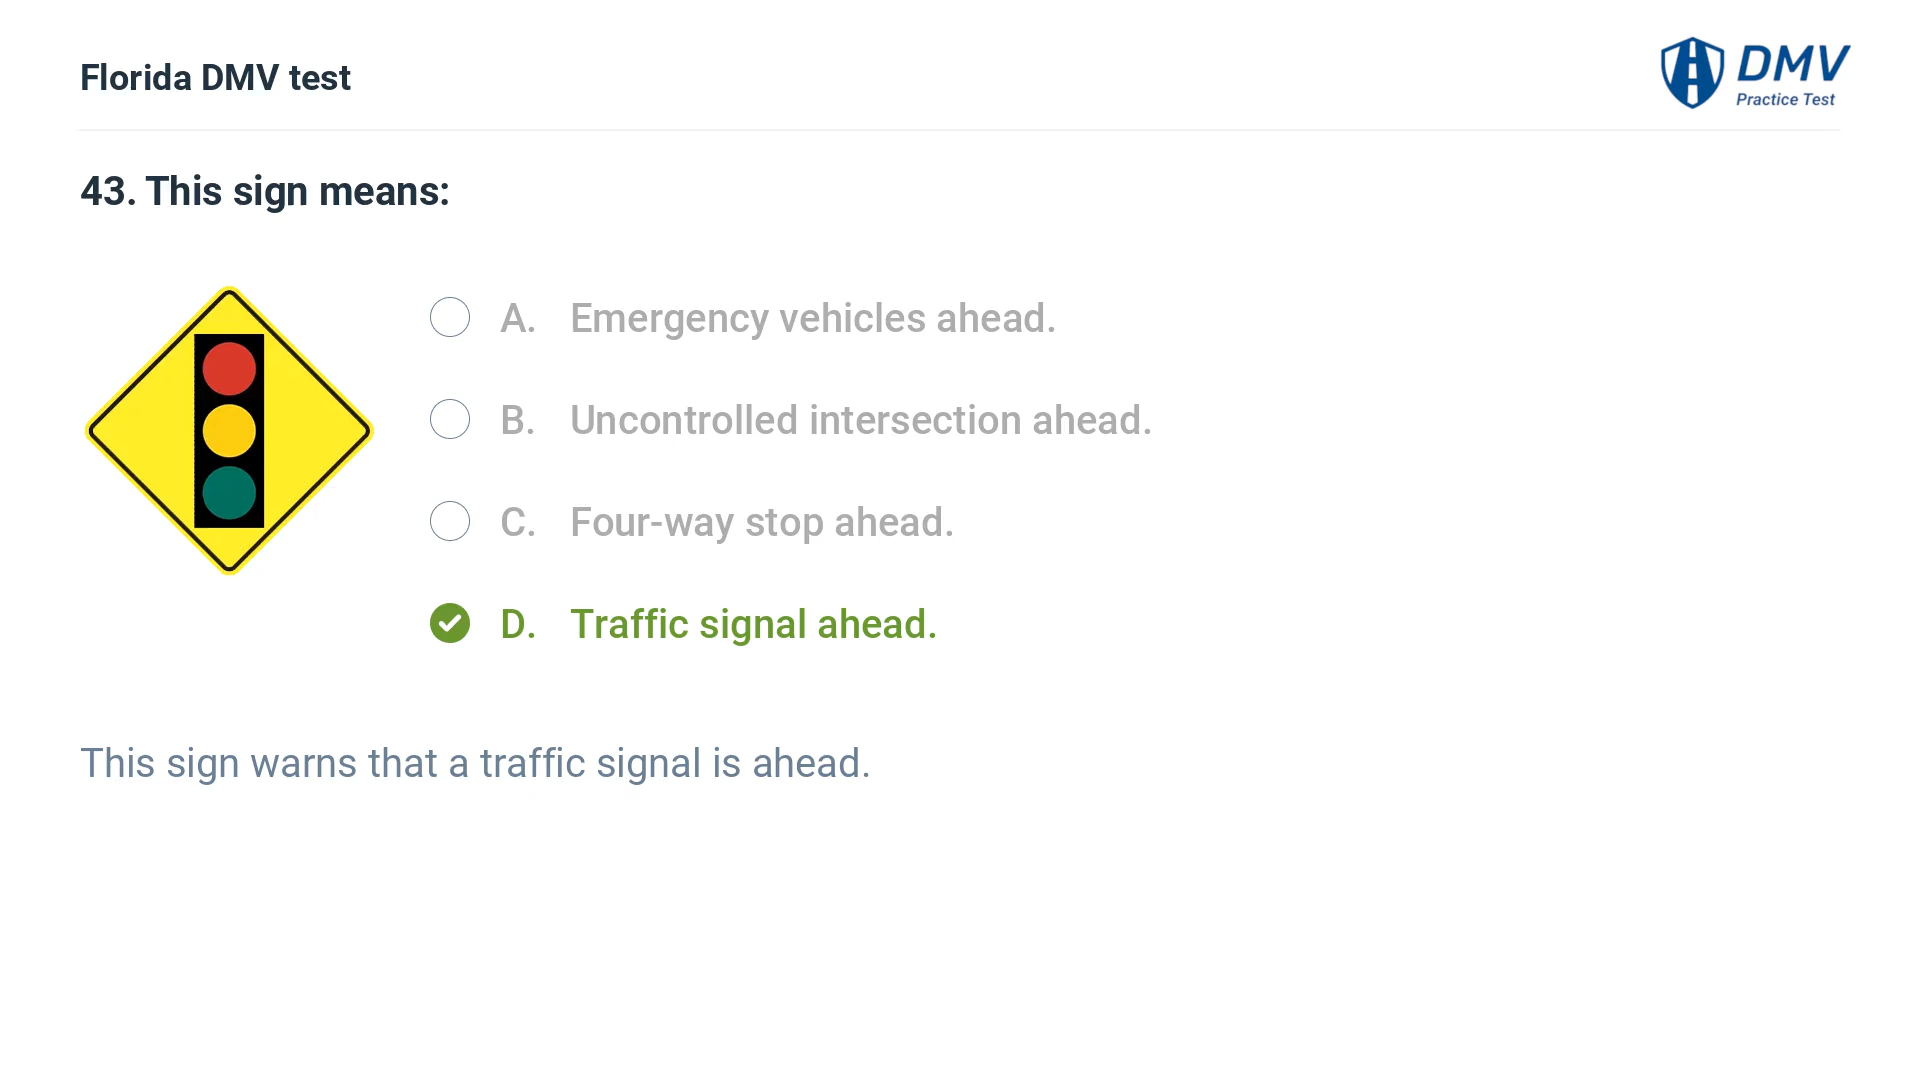 Florida DMV test
DMV
Practice Test
43. This sign means:
A. Emergency vehicles ahead.
B. Uncontrolled intersection ahead.
C. Four-way stop ahead.
D. Traffic signal ahead.
This sign warns that a traffic signal is ahead.